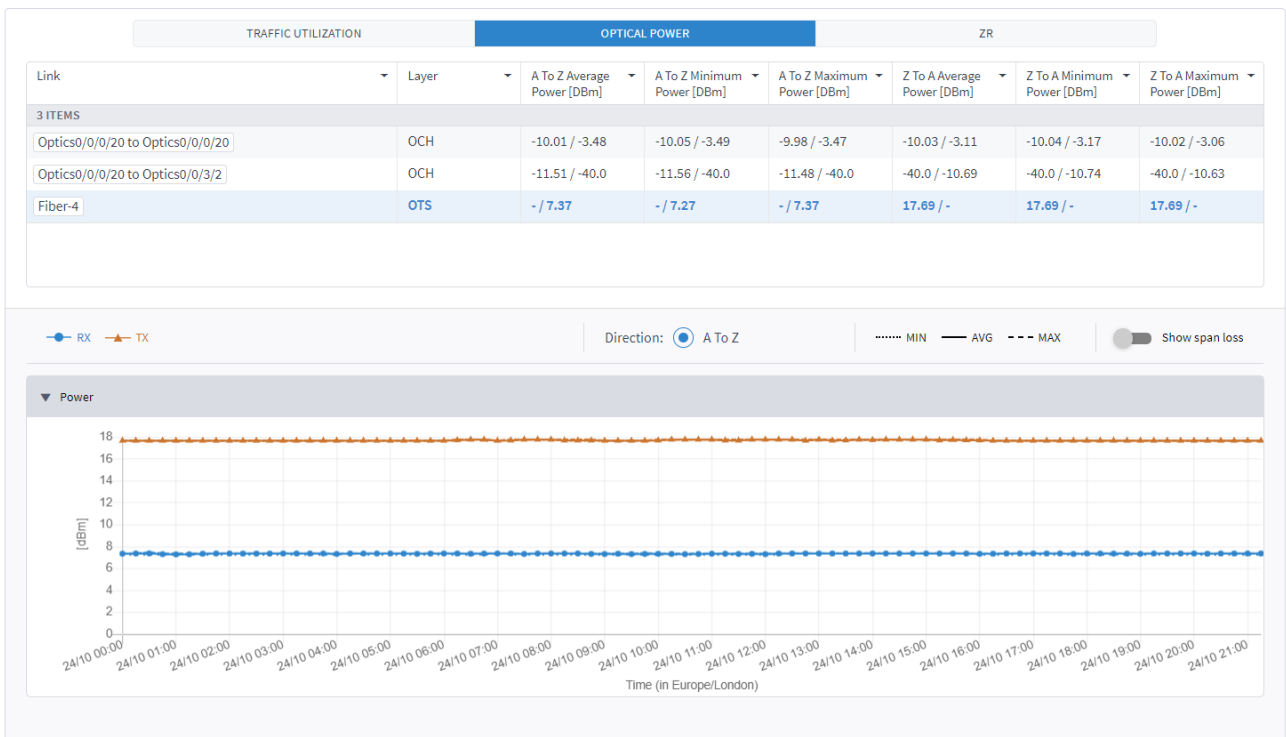 TRAFFIC UTILIZATION OPTICAL POWER ZR
Link Layer A To Z Average Power [DBm] A To Z Minimum Power [DBm] A To Z Maximum Power [DBm] Z To A Average Power [DBm] Z To A Minimum Power [DBm] Z To A Maximum Power [DBm]
3 ITEMS
Optics0/0/0/20 to Optics0/0/0/20 OCH -10.01 / -3.48 -10.05 / -3.49 -9.98 / -3.47 -10.03 / -3.11 -10.04 / -3.17 -10.02 / -3.06
Optics0/0/0/20 to Optics0/0/3/2 OCH -11.51 / -40.0 -11.56 / -40.0 -11.48 / -40.0 -40.0 / -10.69 -40.0 / -10.74 -40.0 / -10.63
Fiber-4 OTS - / 7.37 - / 7.27 - / 7.37 17.69 / - 17.69 / - 17.69 / -
RX TX Direction: A To Z MIN AVG MAX Show span loss
Power
18
16
14
12
10
8
6
4
2
0
[dBm]
24/10 00:00 24/10 01:00 24/10 02:00 24/10 03:00 24/10 04:00 24/10 05:00 24/10 06:00 24/10 07:00 24/10 08:00 24/10 09:00 24/10 10:00 24/10 11:00 24/10 12:00 24/10 13:00 24/10 14:00 24/10 15:00 24/10 16:00 24/10 17:00 24/10 18:00 24/10 19:00 24/10 20:00 24/10 21:00
Time (in Europe/London)